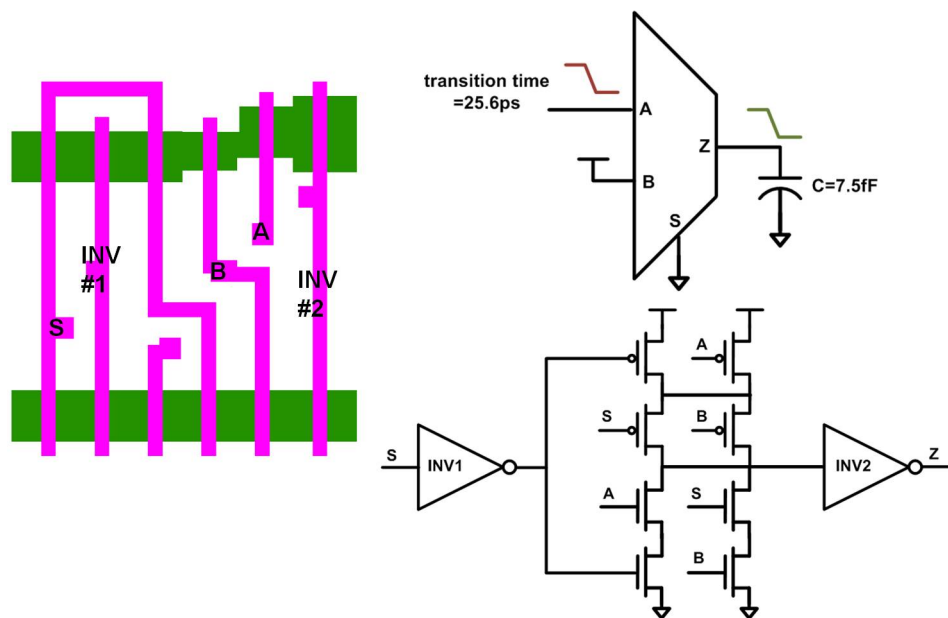 INV
#1
S
B
A
INV
#2
transition time
=25.6ps
A
B
S
Z
C=7.5fF
S
INV1
A
S
B
A
S
B
INV2
Z